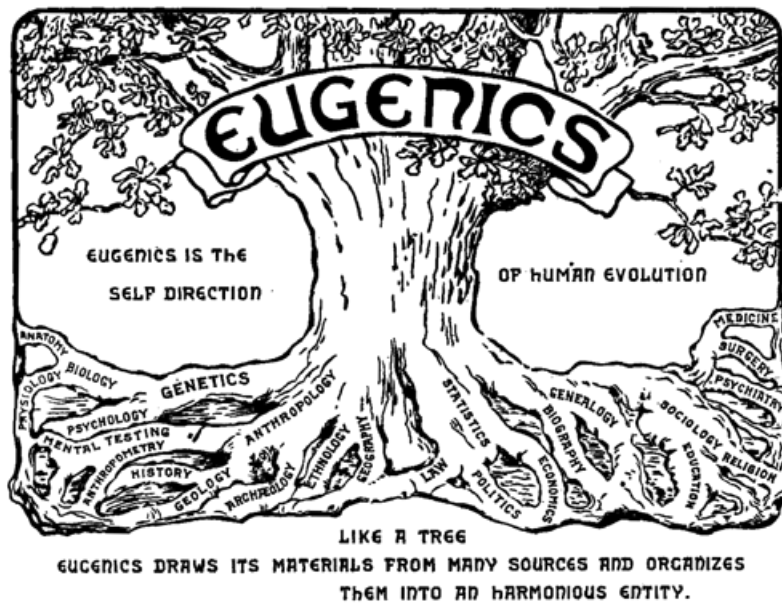 EUGENICS
EUGENICS IS THE
SELF DIRECTION
OF HUMAN EVOLUTION
ANATOMY
PHYSIOLOGY
BIOLOGY
GENETICS
PSYCHOLOGY
MENTAL TESTING
ANTHROPOMETRY
HISTORY
GEOLOGY
ANTHROPOLOGY
ARCHÆOLOGY
ETHNOLOGY
GEOGRAPHY
LAW
STATISTICS
POLITICS
ECONOMICS
BIOGRAPHY
GENEALOGY
EDUCATION
SOCIOLOGY
RELIGION
PSYCHIATRY
SURGERY
MEDICINE
LIKE A TREE
EUGENICS DRAWS ITS MATERIALS FROM MANY SOURCES AND ORGANIZES
THEM INTO AN HARMONIOUS ENTITY.